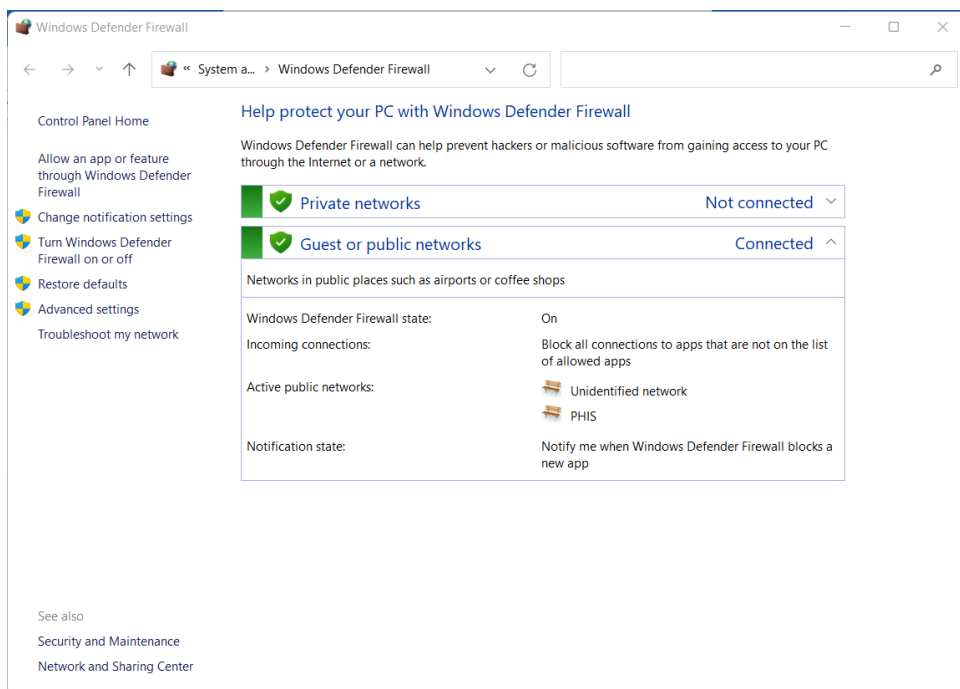 Windows Defender Firewall
« System a... › Windows Defender Firewall
Control Panel Home
Allow an app or feature
through Windows Defender
Firewall
Change notification settings
Turn Windows Defender
Firewall on or off
Restore defaults
Advanced settings
Troubleshoot my network
Help protect your PC with Windows Defender Firewall
Windows Defender Firewall can help prevent hackers or malicious software from gaining access to your PC
through the Internet or a network.
Private networks Not connected
Guest or public networks Connected
Networks in public places such as airports or coffee shops
Windows Defender Firewall state: On
Incoming connections: Block all connections to apps that are not on the list
of allowed apps
Active public networks: Unidentified network
PHIS
Notification state: Notify me when Windows Defender Firewall blocks a
new app
See also
Security and Maintenance
Network and Sharing Center